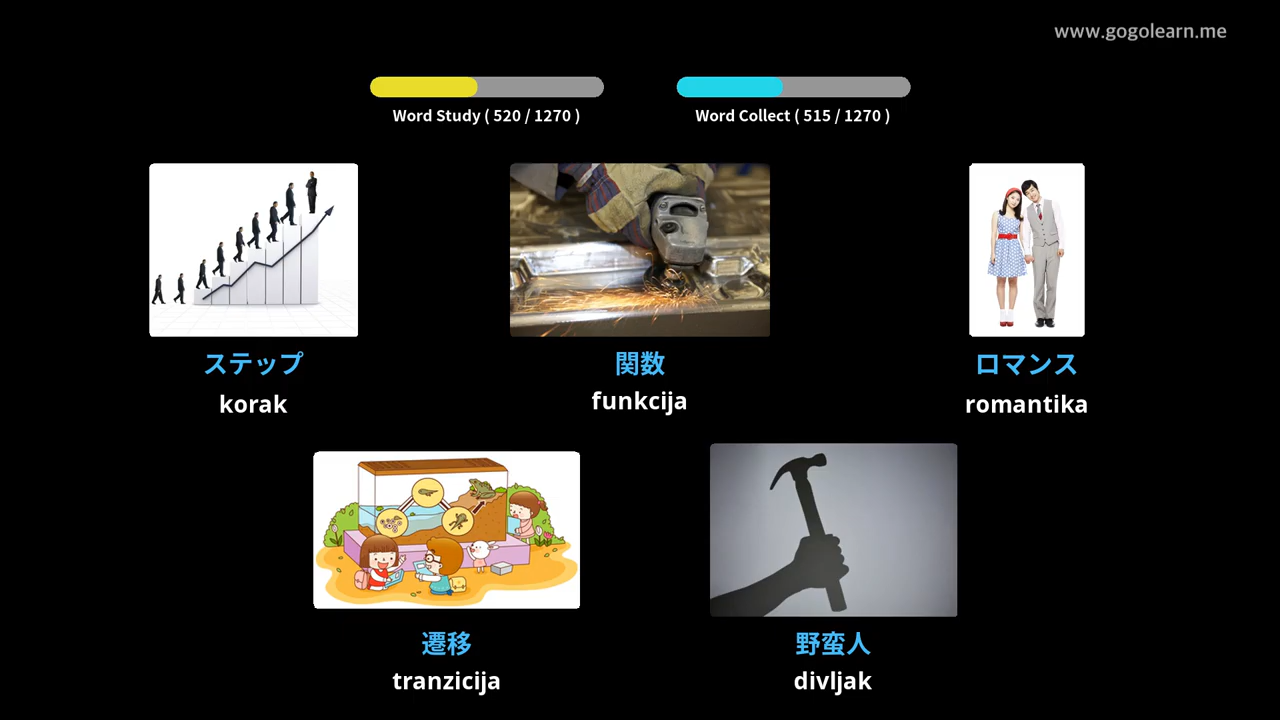 www.gogolearn.me
Word Study ( 520 / 1270 )
Word Collect ( 515 / 1270 )
ステップ
korak
関数
funkcija
ロマンス
romantika
遷移
tranzicija
野蛮人
divljak